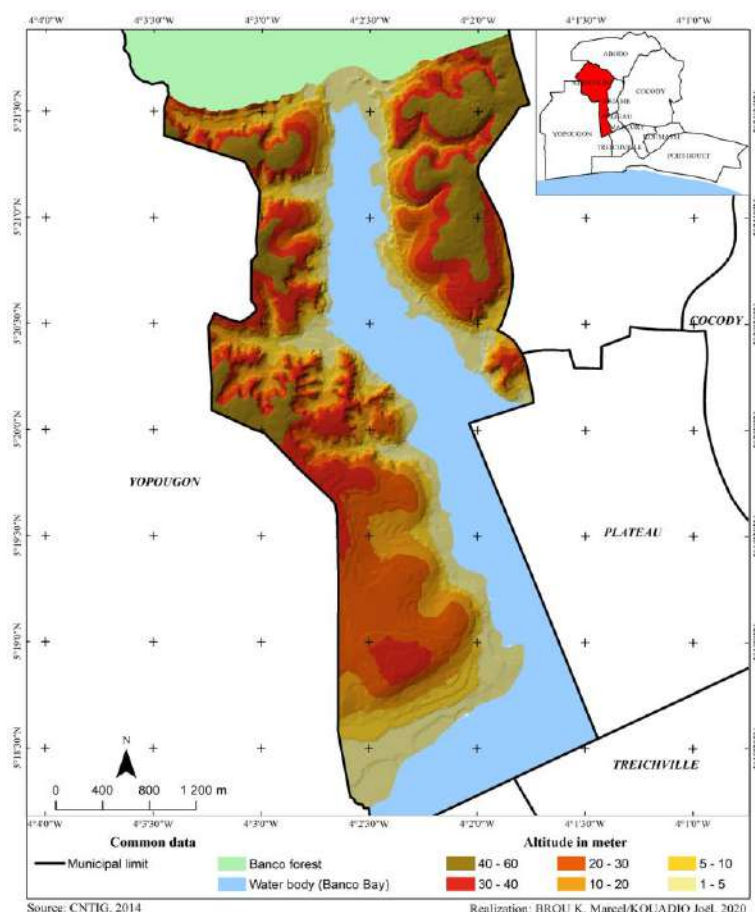 4°4'0"W 4°3'30"W 4°3'0"W 4°2'30"W 4°2'0"W 4°1'30"W 4°1'0"W
ABOBO
COCODY
YOPOUGON
TREICHVILLE
PORT-BOUET
5°21'30"N
5°21'0"N
5°20'30"N
5°20'0"N
5°19'30"N
5°19'0"N
5°18'30"N
COCODY
YOPOUGON
PLATEAU
TREICHVILLE
N
0 400 800 1 200 m
4°4'0"W 4°3'30"W 4°3'0"W 4°2'30"W 4°2'0"W 4°1'30"W 4°1'0"W
Common data
Municipal limit
Banco forest
Water body (Banco Bay)
Altitude in meter
40 - 60
30 - 40
20 - 30
10 - 20
5 - 10
1 - 5
Source: CNTIG, 2014
Realization: BROU K. Marcel/KOUADIO Joel, 2020